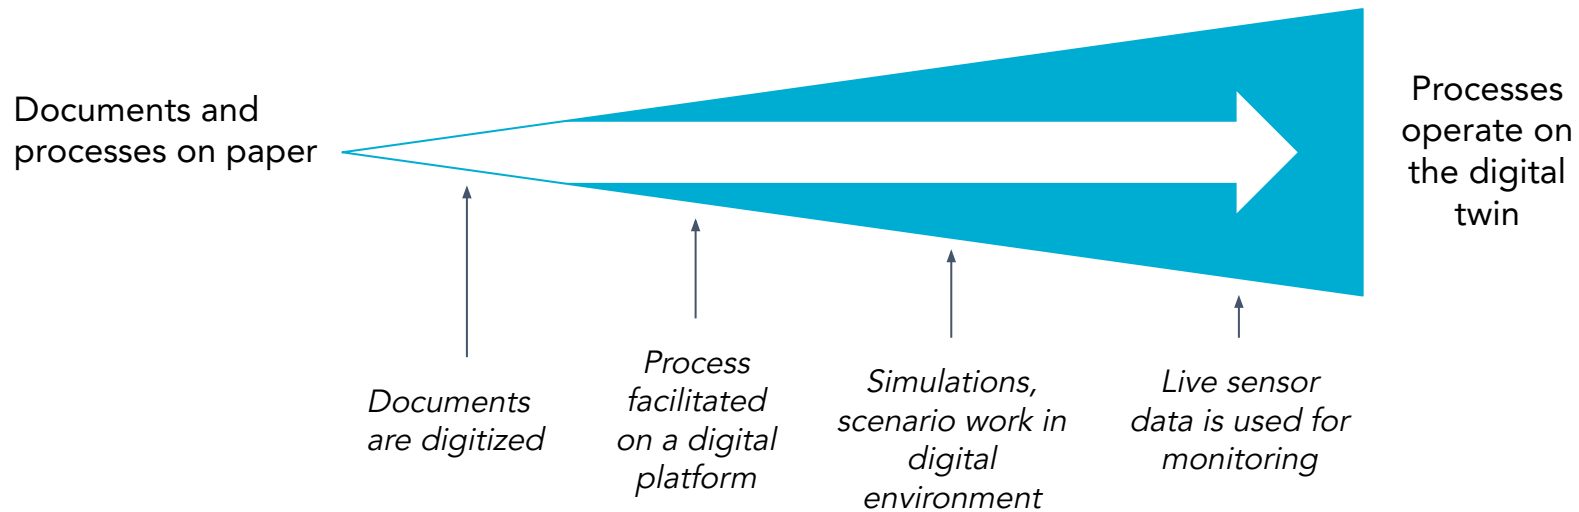 Documents and
processes on paper
Processes
operate on
the digital
twin
Documents
are digitized
Process
facilitated
on a digital
platform
Simulations,
scenario work in
digital
environment
Live sensor
data is used for
monitoring